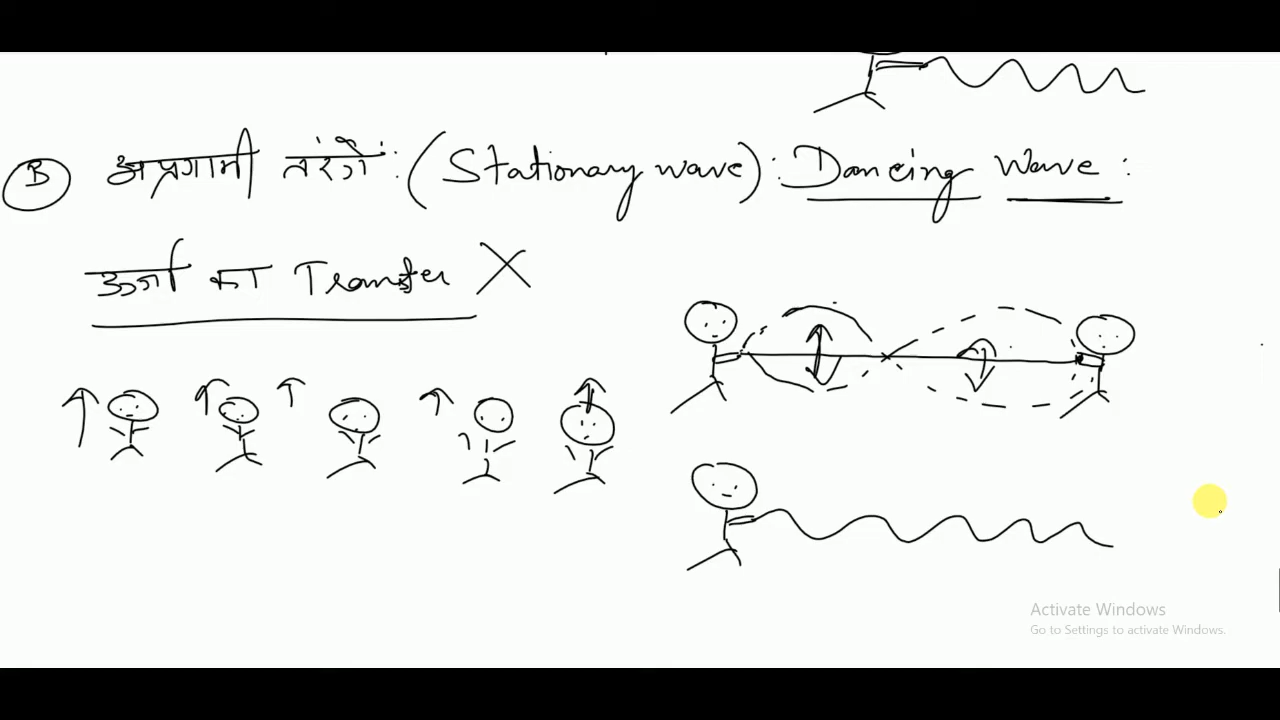 B अप्रगामी तरंगें : (Stationary wave) : Dancing Wave :
ऊर्जा का Transfer X
Activate Windows
Go to Settings to activate Windows.